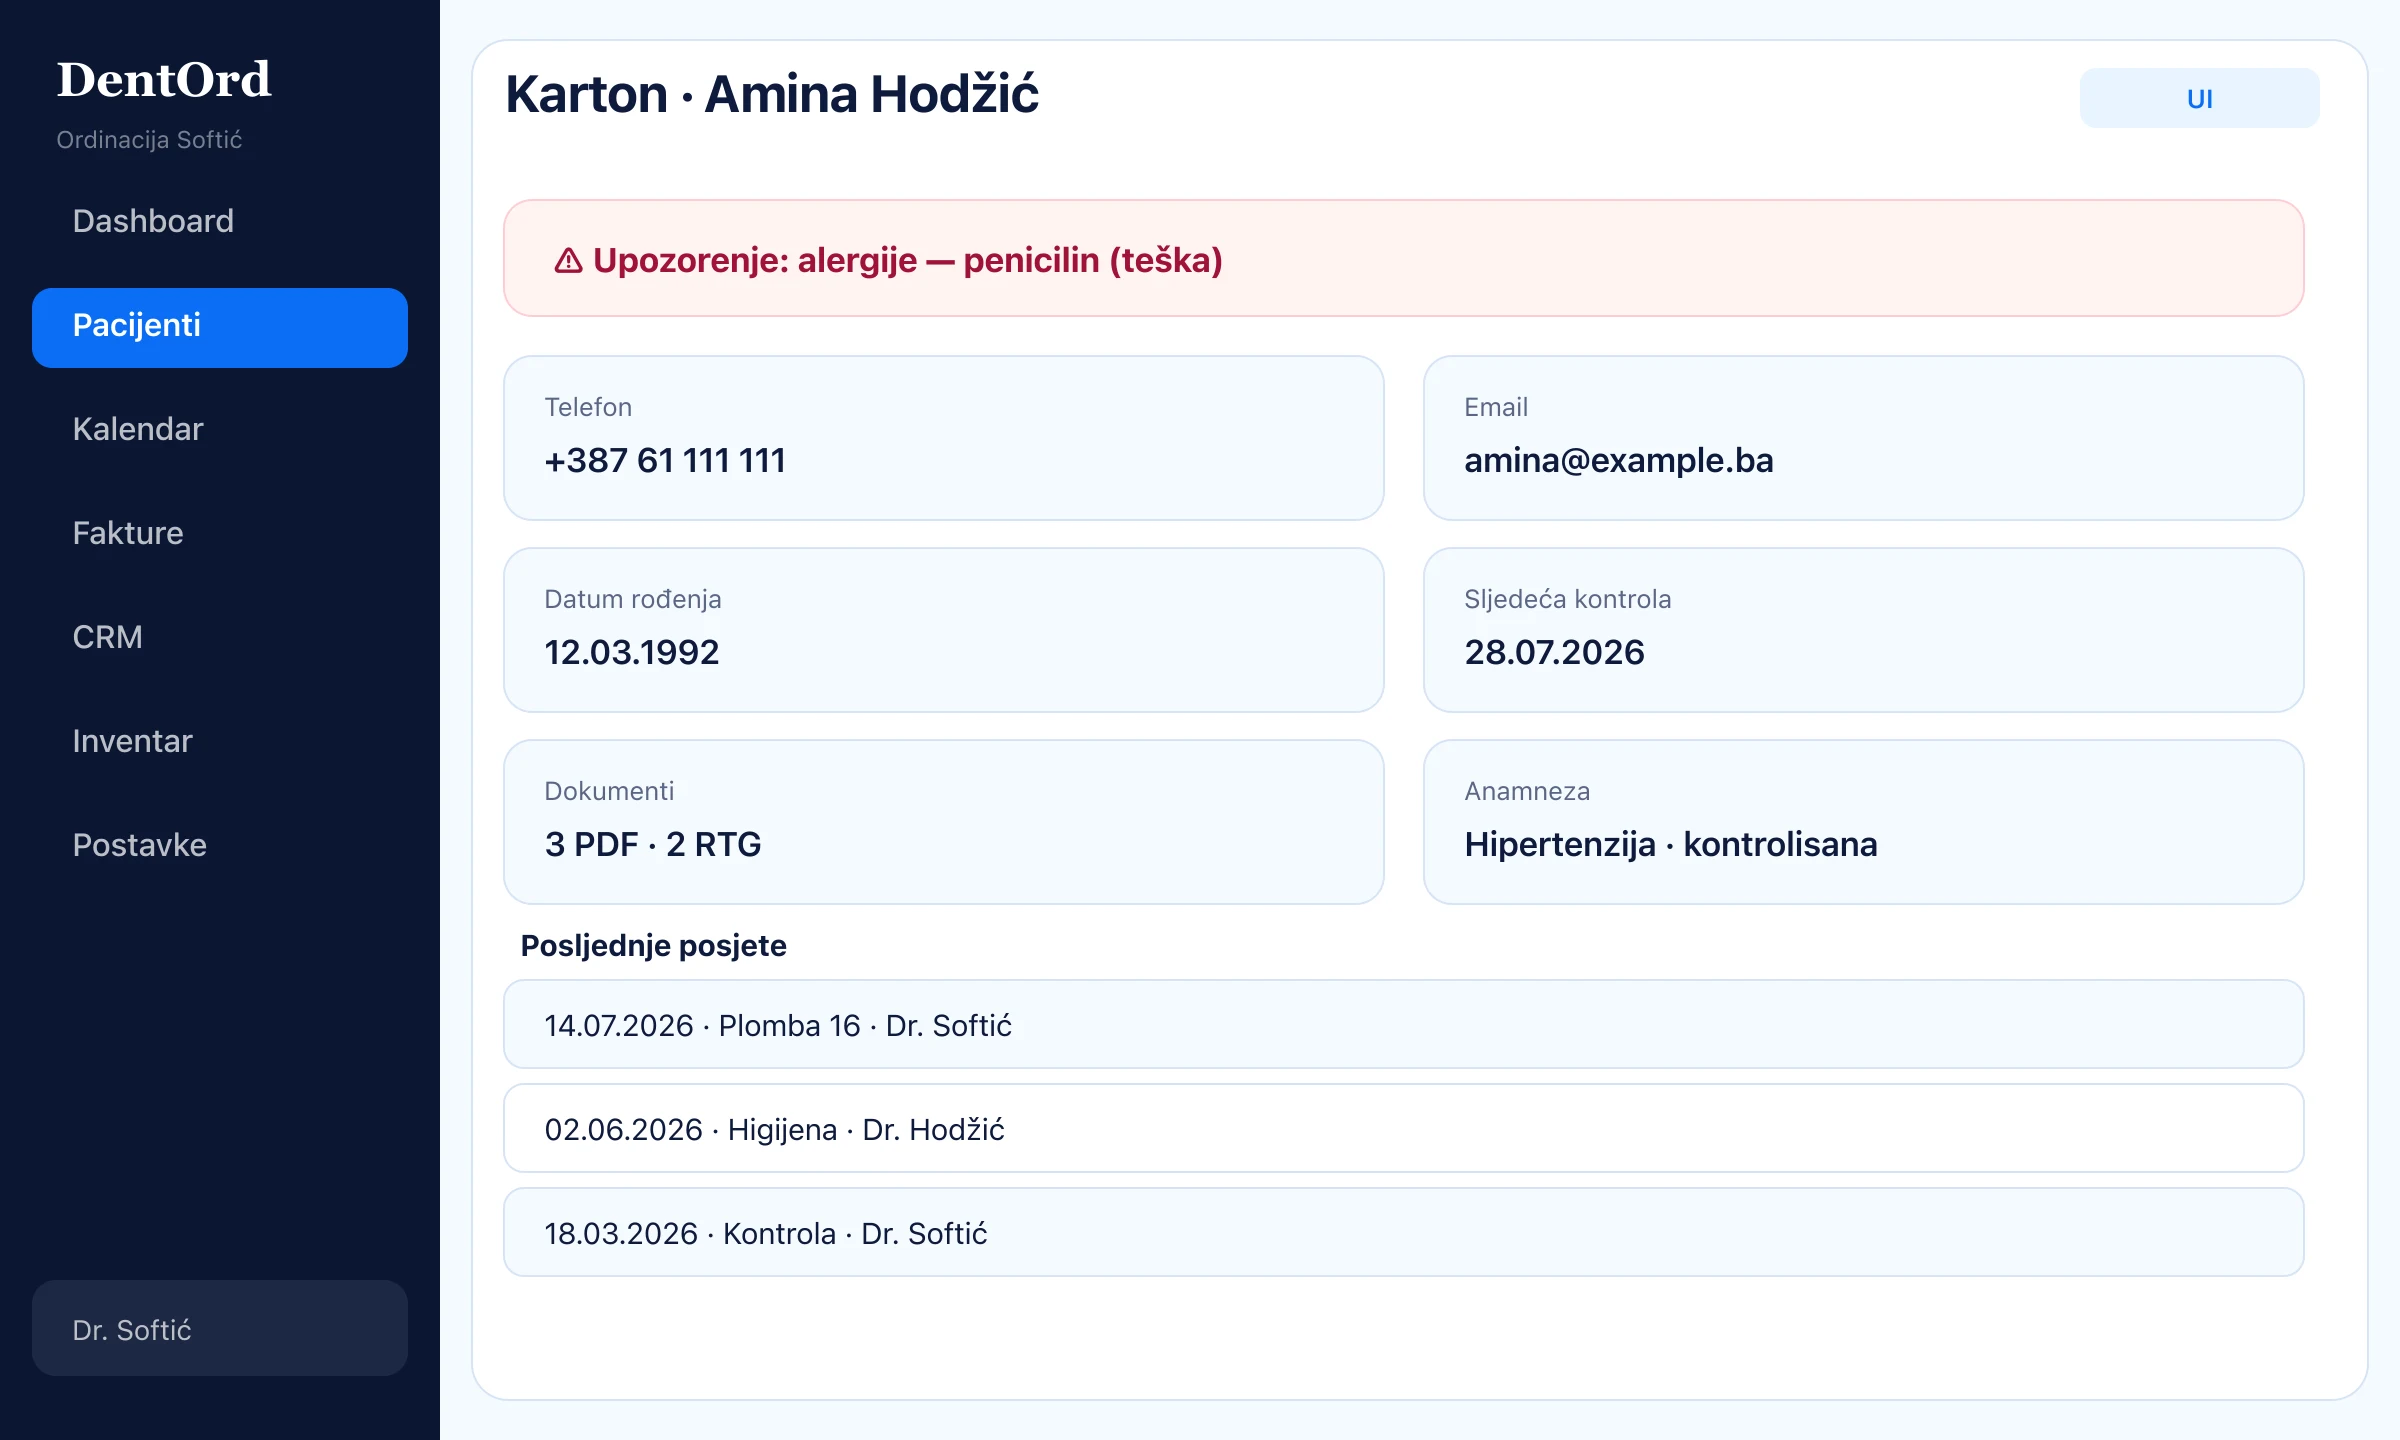 DentOrd
Ordinacija Softić
Dashboard
Pacijenti
Kalendar
Fakture
CRM
Inventar
Postavke
Dr. Softić
Karton · Amina Hodžić
UI
⚠ Upozorenje: alergije — penicilin (teška)
Telefon
+387 61 111 111
Email
amina@example.ba
Datum rođenja
12.03.1992
Sljedeća kontrola
28.07.2026
Dokumenti
3 PDF · 2 RTG
Anamneza
Hipertenzija · kontrolisana
Posljednje posjete
14.07.2026 · Plomba 16 · Dr. Softić
02.06.2026 · Higijena · Dr. Hodžić
18.03.2026 · Kontrola · Dr. Softić